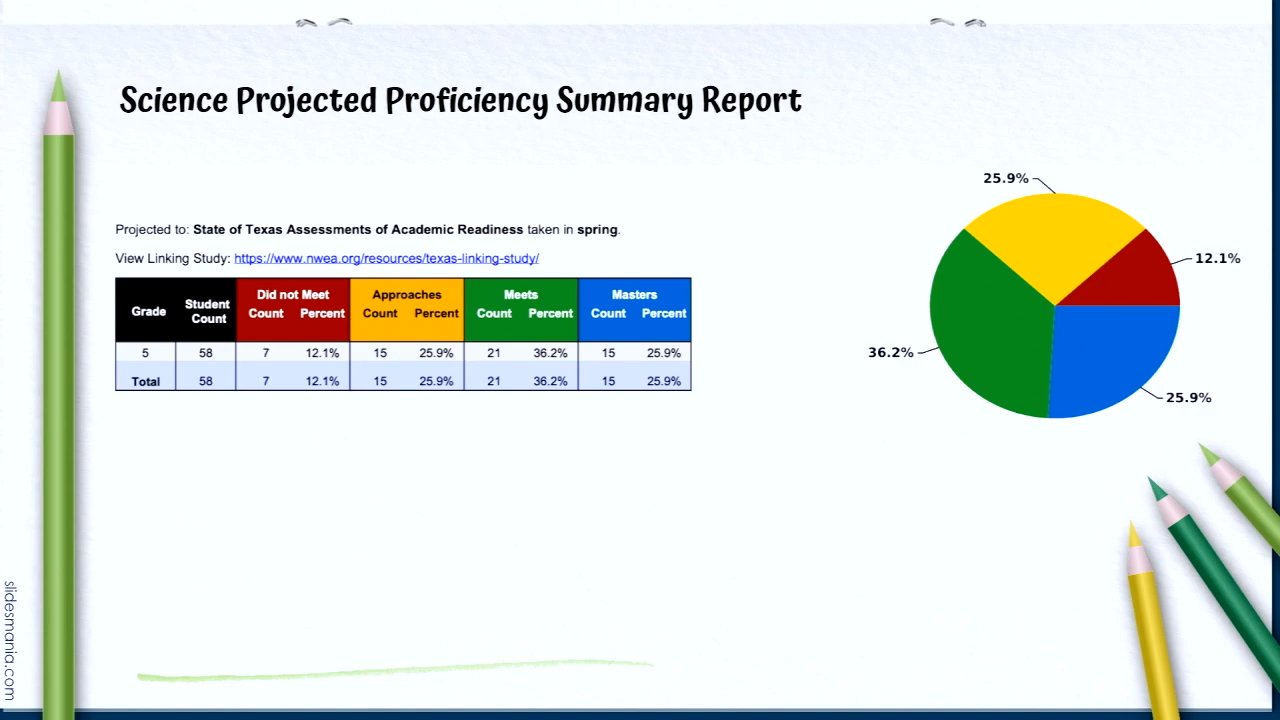 Science Projected Proficiency Summary Report
Projected to: State of Texas Assessments of Academic Readiness taken in spring.
View Linking Study: https://www.nwea.org/resources/texas-linking-study/
Grade Student Count Did not Meet Count Percent Approaches Count Percent Meets Count Percent Masters Count Percent
5 58 7 12.1% 15 25.9% 21 36.2% 15 25.9%
Total 58 7 12.1% 15 25.9% 21 36.2% 15 25.9%
25.9%
12.1%
36.2%
25.9%
slidesmania.com